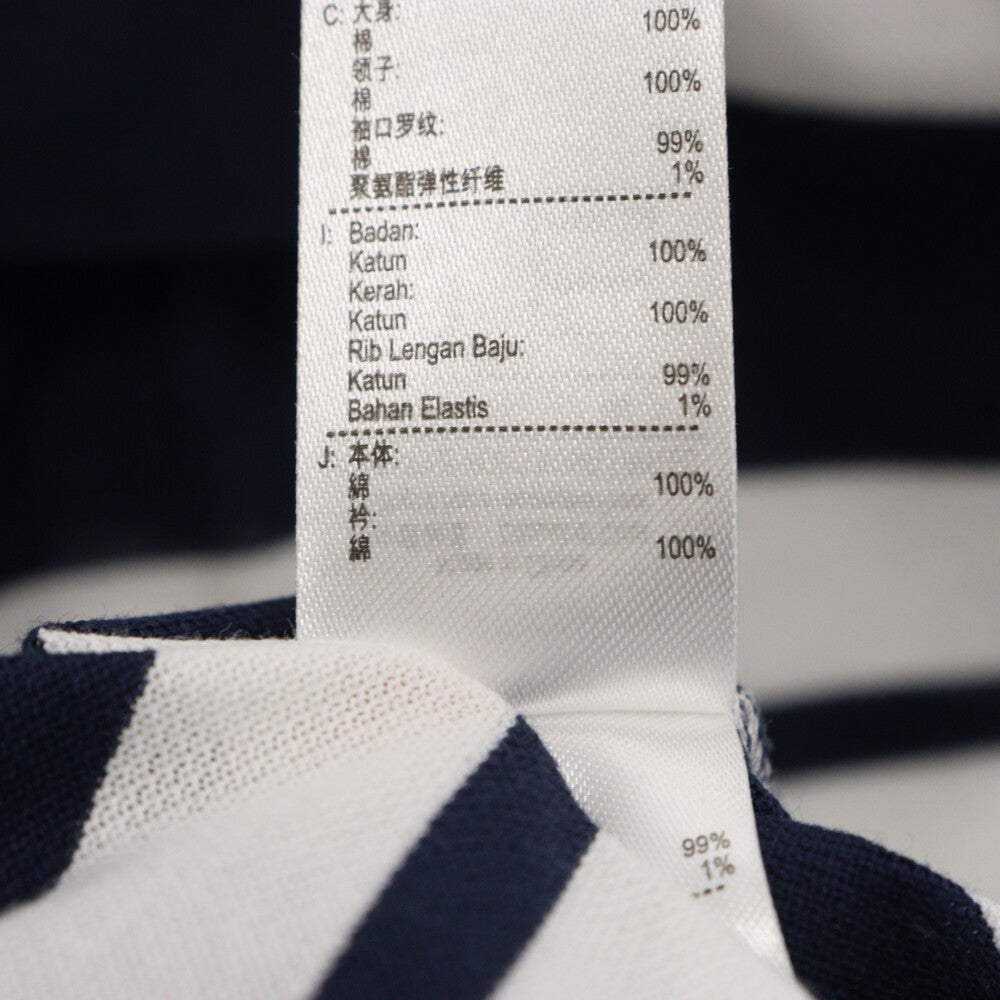 C: 大身: 100%
棉
领子: 100%
棉
袖口罗纹:
棉 99%
聚氨酯弹性纤维 1%
I: Badan:
Katun 100%
Kerah:
Katun 100%
Rib Lengan Baju:
Katun 99%
Bahan Elastis 1%
J: 本体:
綿 100%
衿:
綿 100%
99%
1%